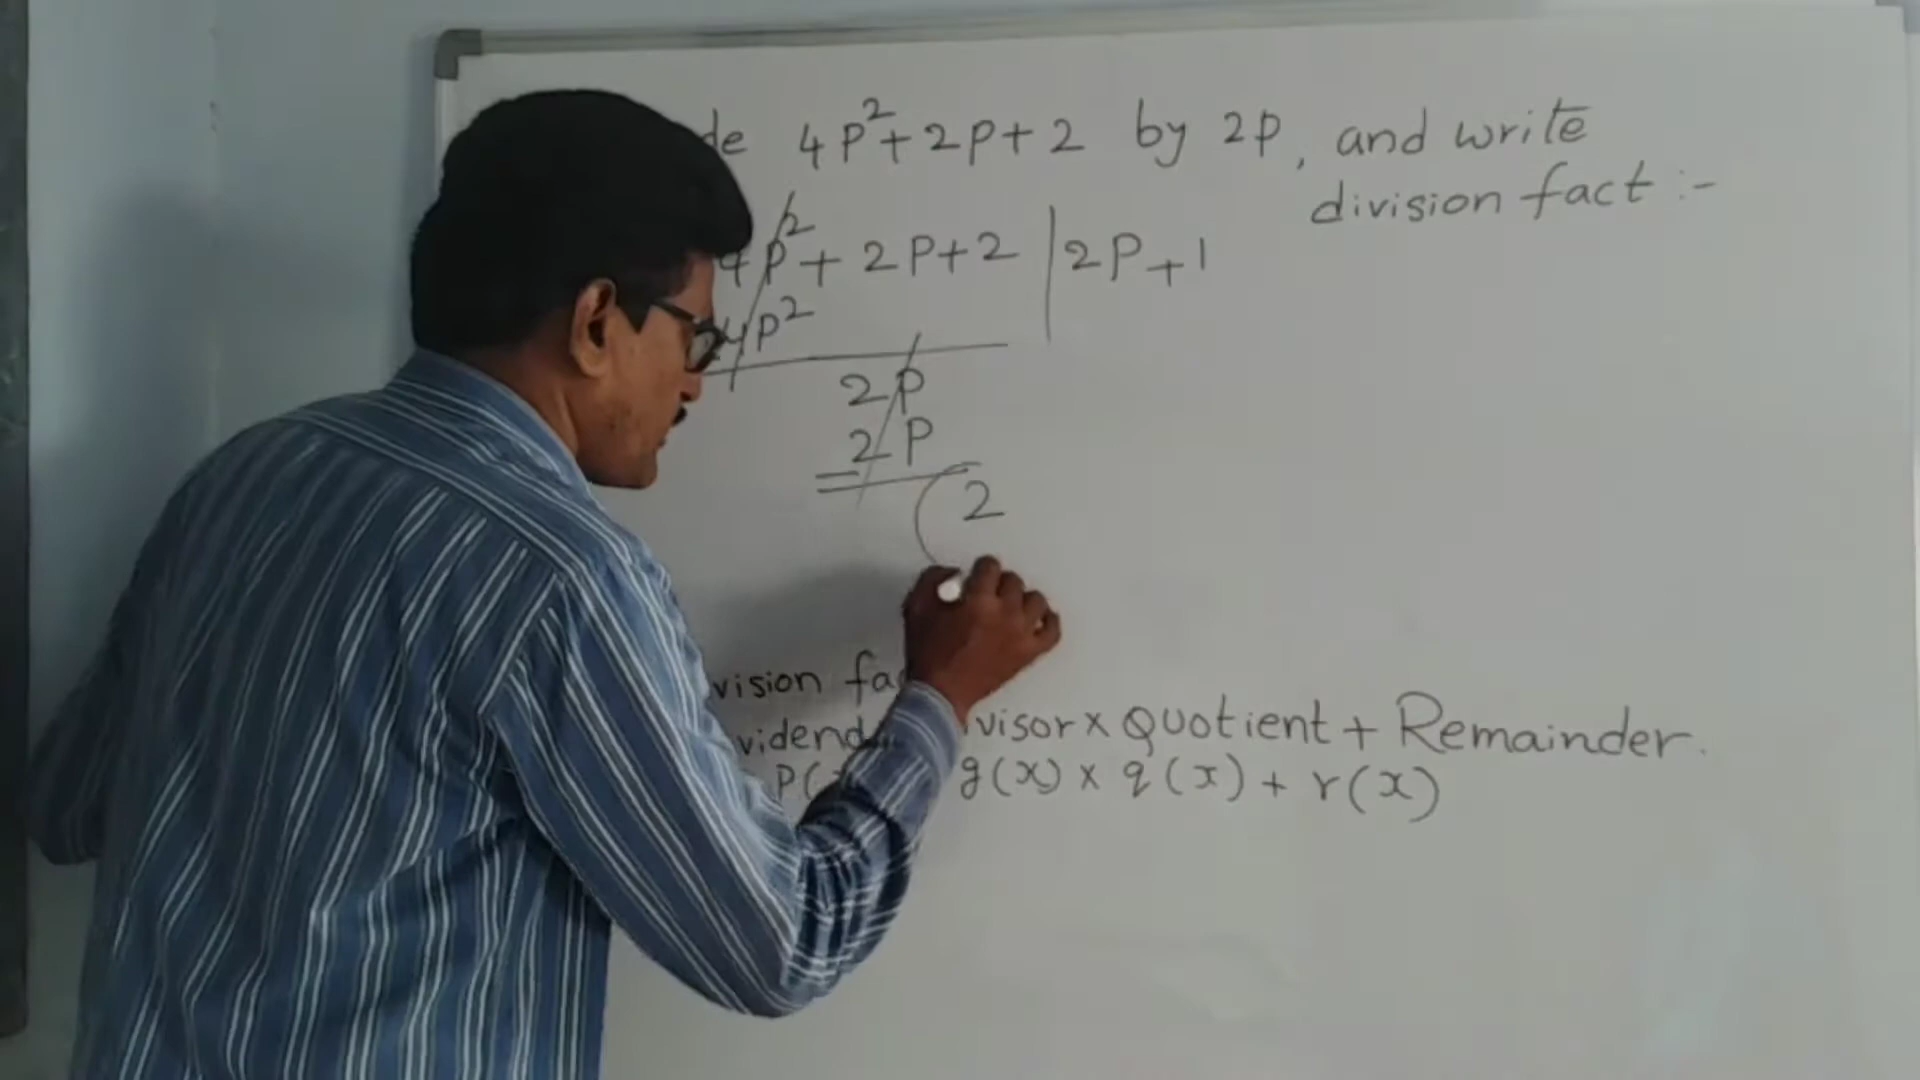 de 4p²+2p+2 by 2p, and write
division fact :-
4p²+2p+2 | 2p+1
4p²
2p
2p
2
vision fa
vidend visor x Quotient + Remainder.
p( g(x) x q(x) + r(x)